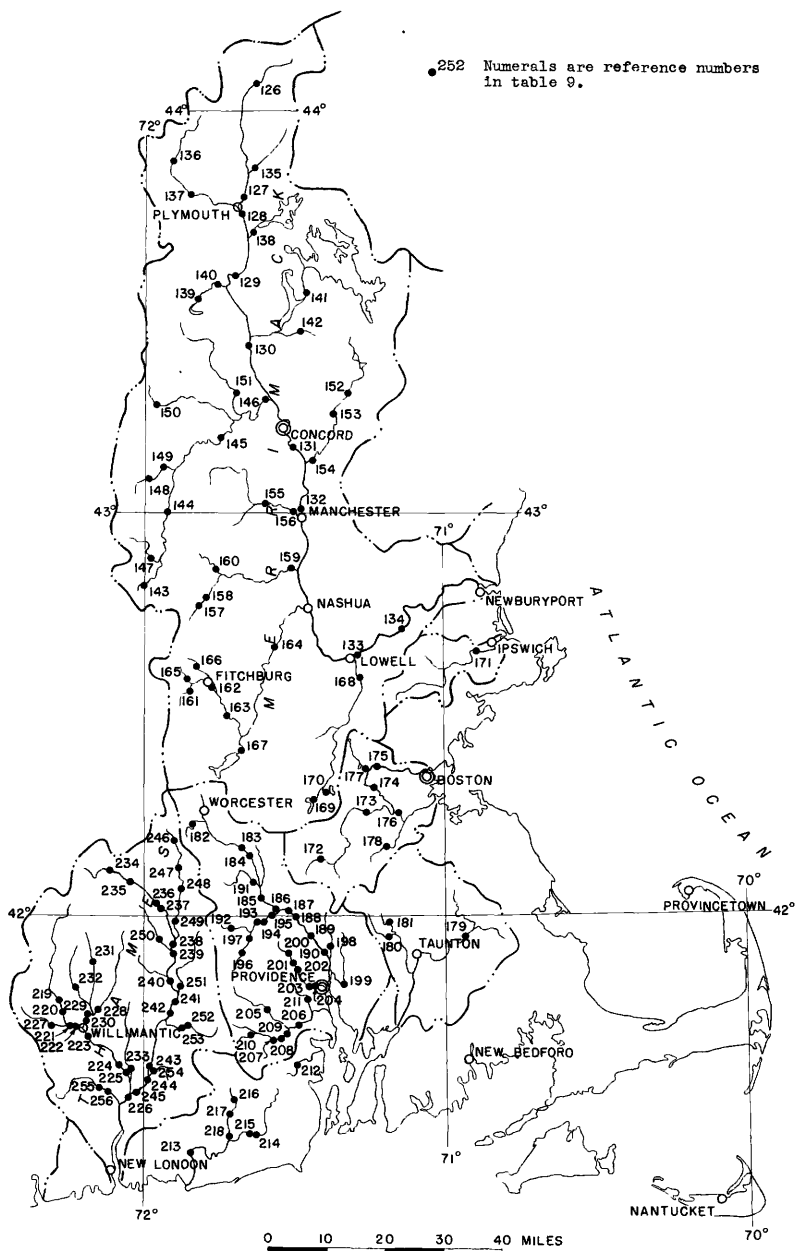 252 Numerals are reference numbers
in table 9.
126
44° 44°
72°
136
135
137 127
PLYMOUTH 128
138
140 129
139 141
142
130
151 152
146
150 153
CONCORD
145 131
149 154
148
155 132
144
43° 156 MANCHESTER 43°
71°
147
160 159
143
158
157 NASHUA NEWBURYPORT
134
164 133 IPSWICH
166 LOWELL 171
165 FITCHBURG 168
162
161
163
167
175
177 BOSTON
170 174
169 173
WORCESTER 176
182
246 183 172 178
184
234 247
235 191
248 185 186 187
236 70°
237 193 188 PROVINCETOWN
42° 249 192 195 189 181 179 42°
250 238 194 198 180
239 197 200 190 TAUNTON
231 196 201 202
232 PROVIDENCE 199
240 251 203 204
219 241 211
220 229 228 242 205 206
227 230 252
221 WILLIMANTIC 253 209
222 223 210 208
207
233 243 212 NEW BEDFORD
224 254
225 244
255 245 216
256 226 217
218 215
214
213
NEW LONDON
71°
NANTUCKET
72°
70°
0 10 20 30 40 MILES
MERRIMACK
THAMES
ATLANTIC OCEAN